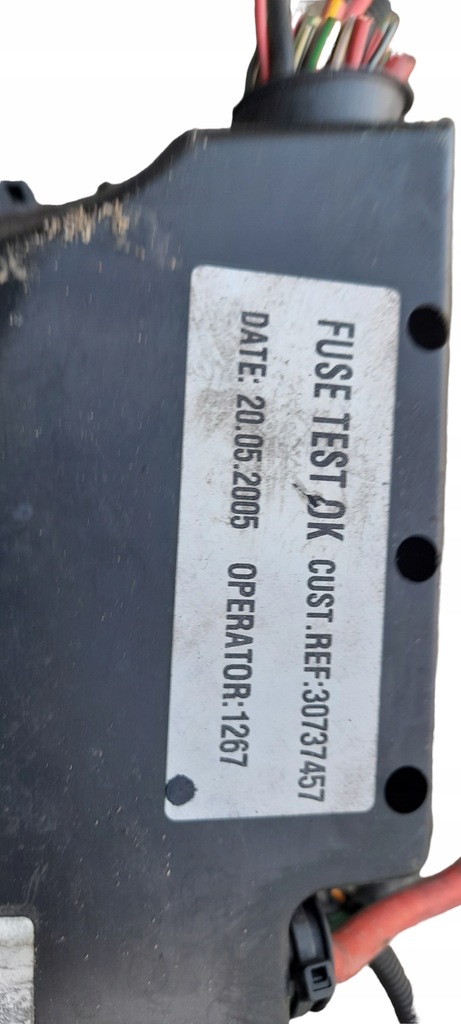 FUSE TEST OK CUST.REF:30737457
DATE: 20.05.2005 OPERATOR:1267